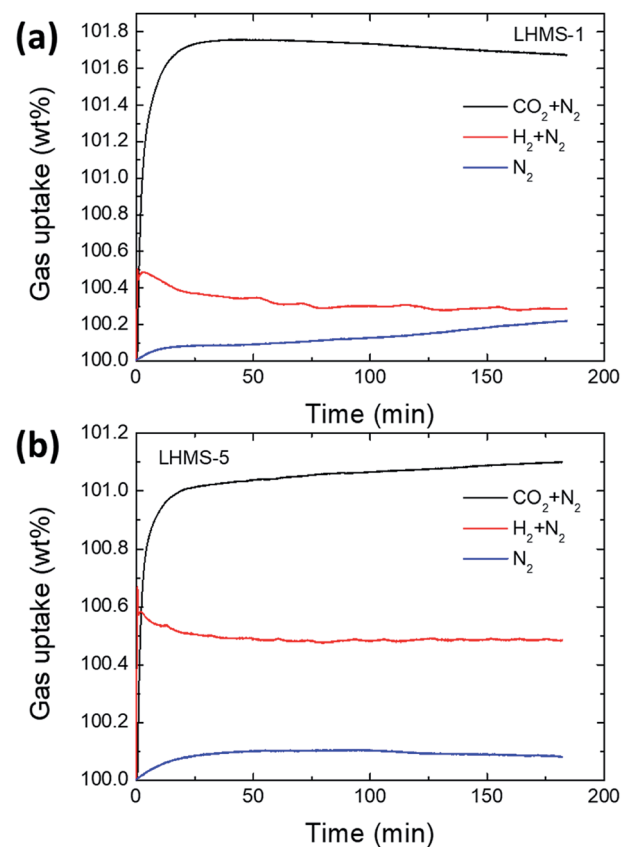 (a)
LHMS-1
CO₂+N₂
H₂+N₂
N₂
Gas uptake (wt%)
101.8
101.6
101.4
101.2
101.0
100.8
100.6
100.4
100.2
100.0
0 50 100 150 200
Time (min)
(b)
LHMS-5
CO₂+N₂
H₂+N₂
N₂
Gas uptake (wt%)
101.2
101.0
100.8
100.6
100.4
100.2
100.0
0 50 100 150 200
Time (min)